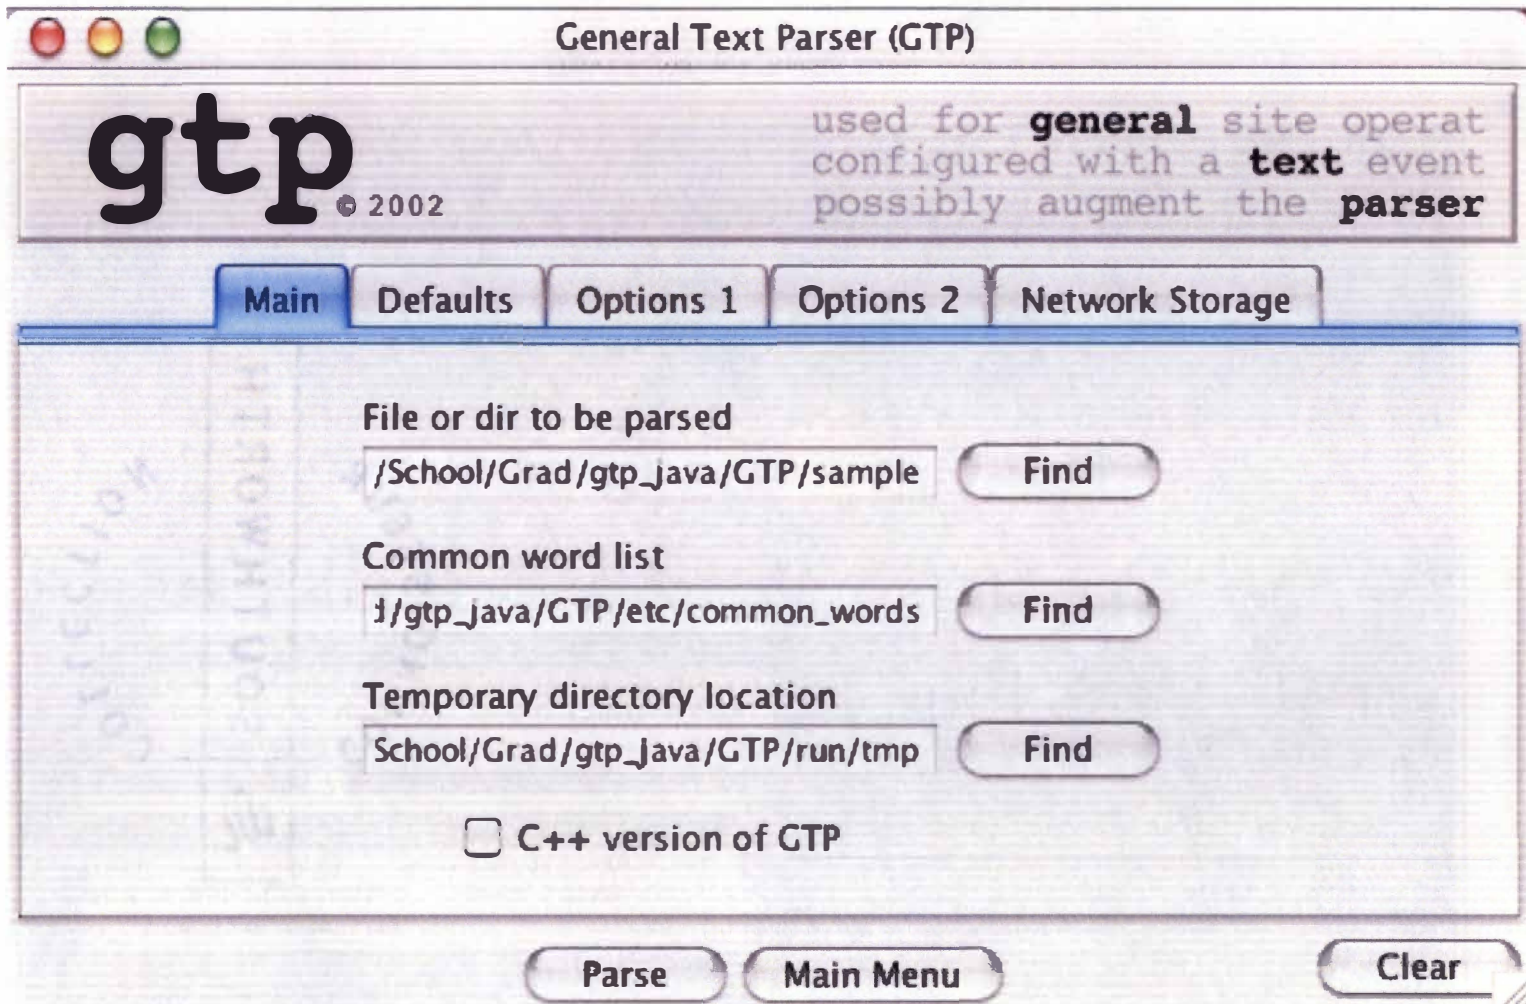 General Text Parser (GTP)
gtp © 2002
used for general site operat
configured with a text event
possibly augment the parser
Main Defaults Options 1 Options 2 Network Storage
File or dir to be parsed
/School/Grad/gtp_java/GTP/sample Find
Common word list
/gtp_java/GTP/etc/common_words Find
Temporary directory location
School/Grad/gtp_java/GTP/run/tmp Find
C++ version of GTP
Parse Main Menu Clear